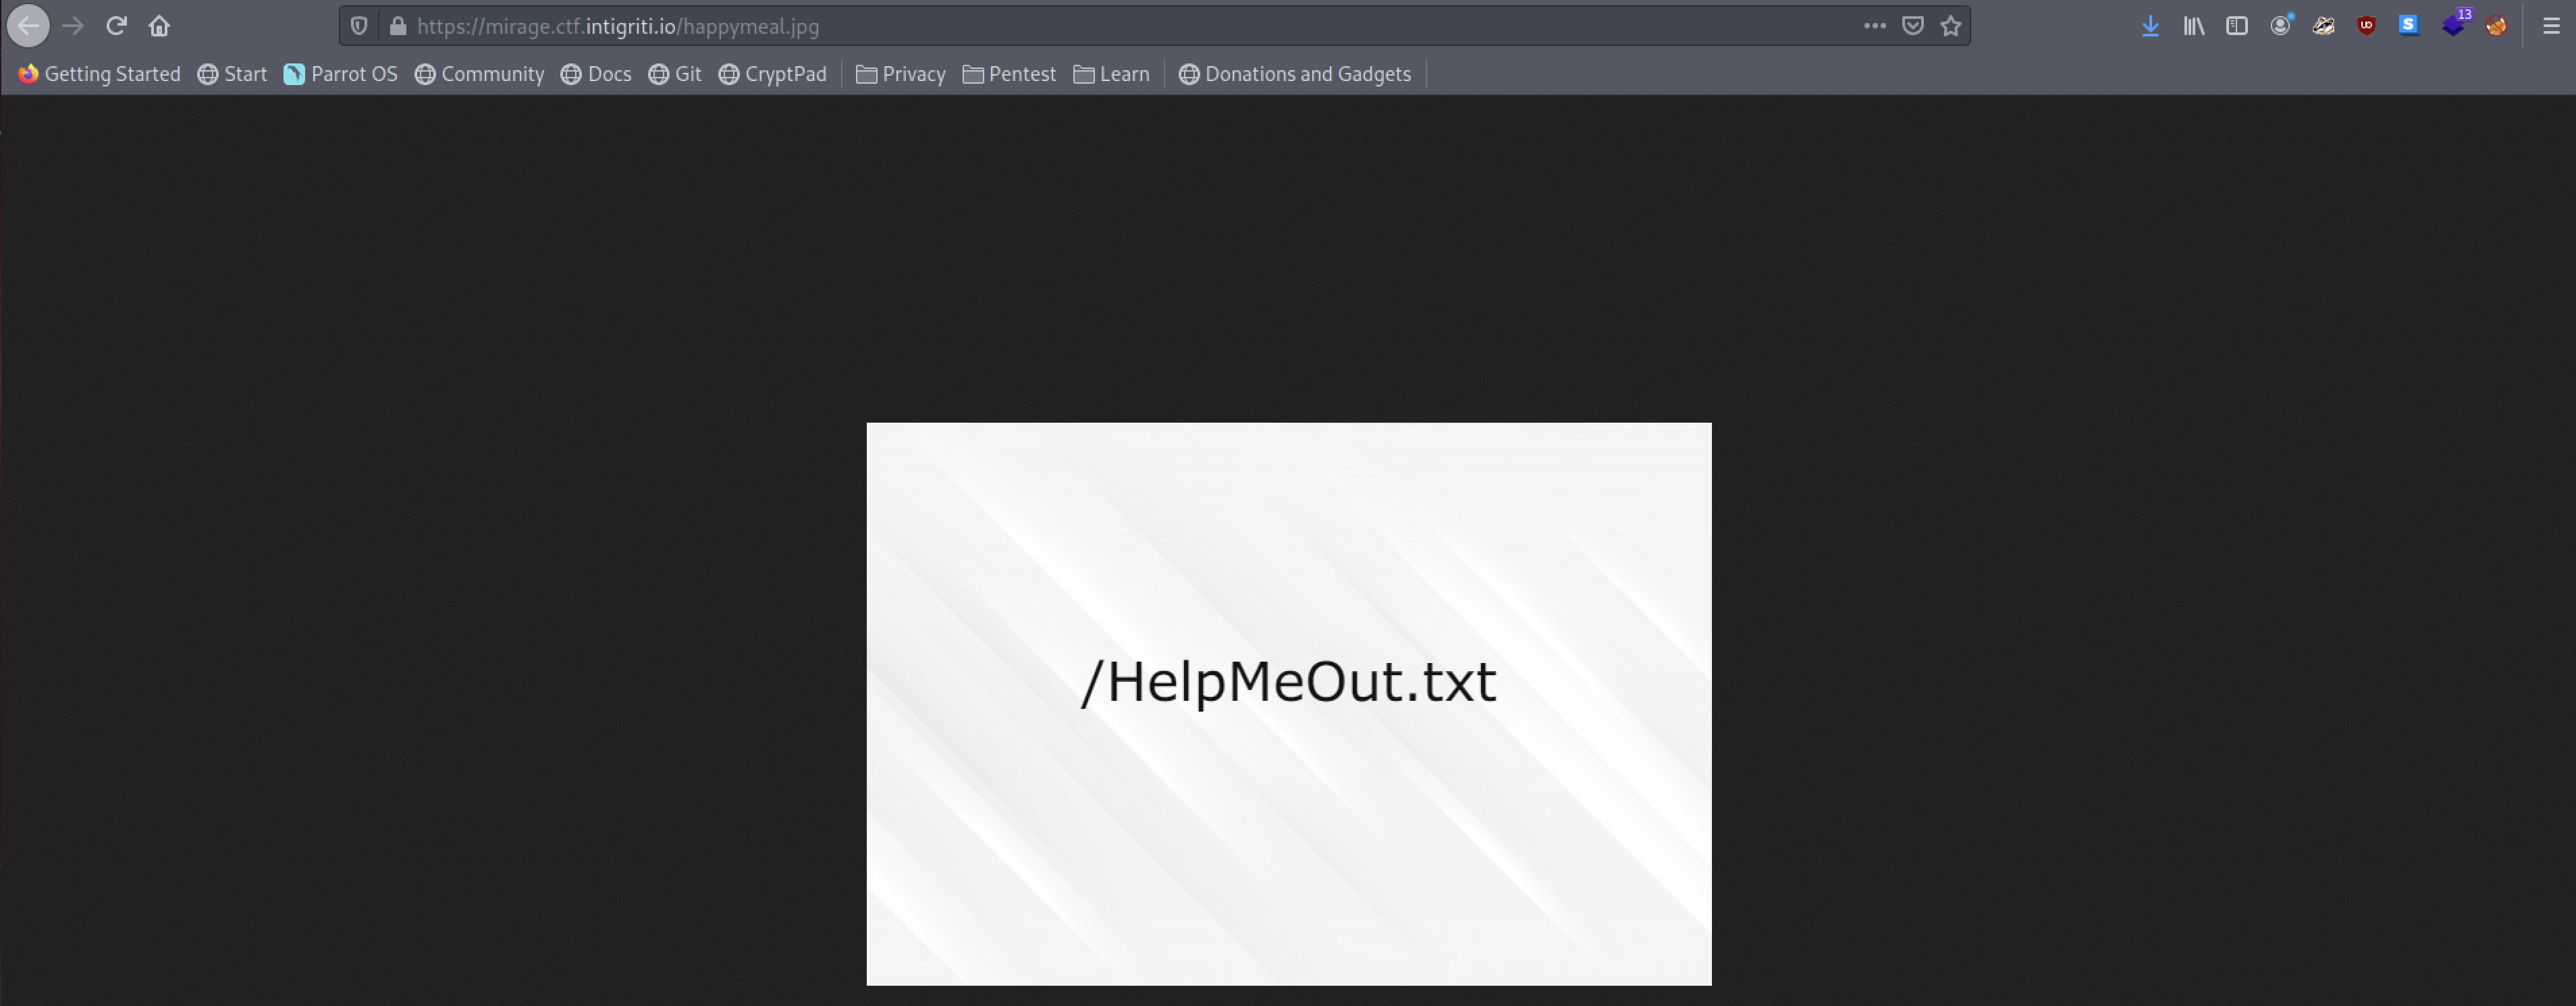 https://mirage.ctf.intigriti.io/happymeal.jpg
13
Getting Started Start Parrot OS Community Docs Git CryptPad Privacy Pentest Learn Donations and Gadgets
/HelpMeOut.txt